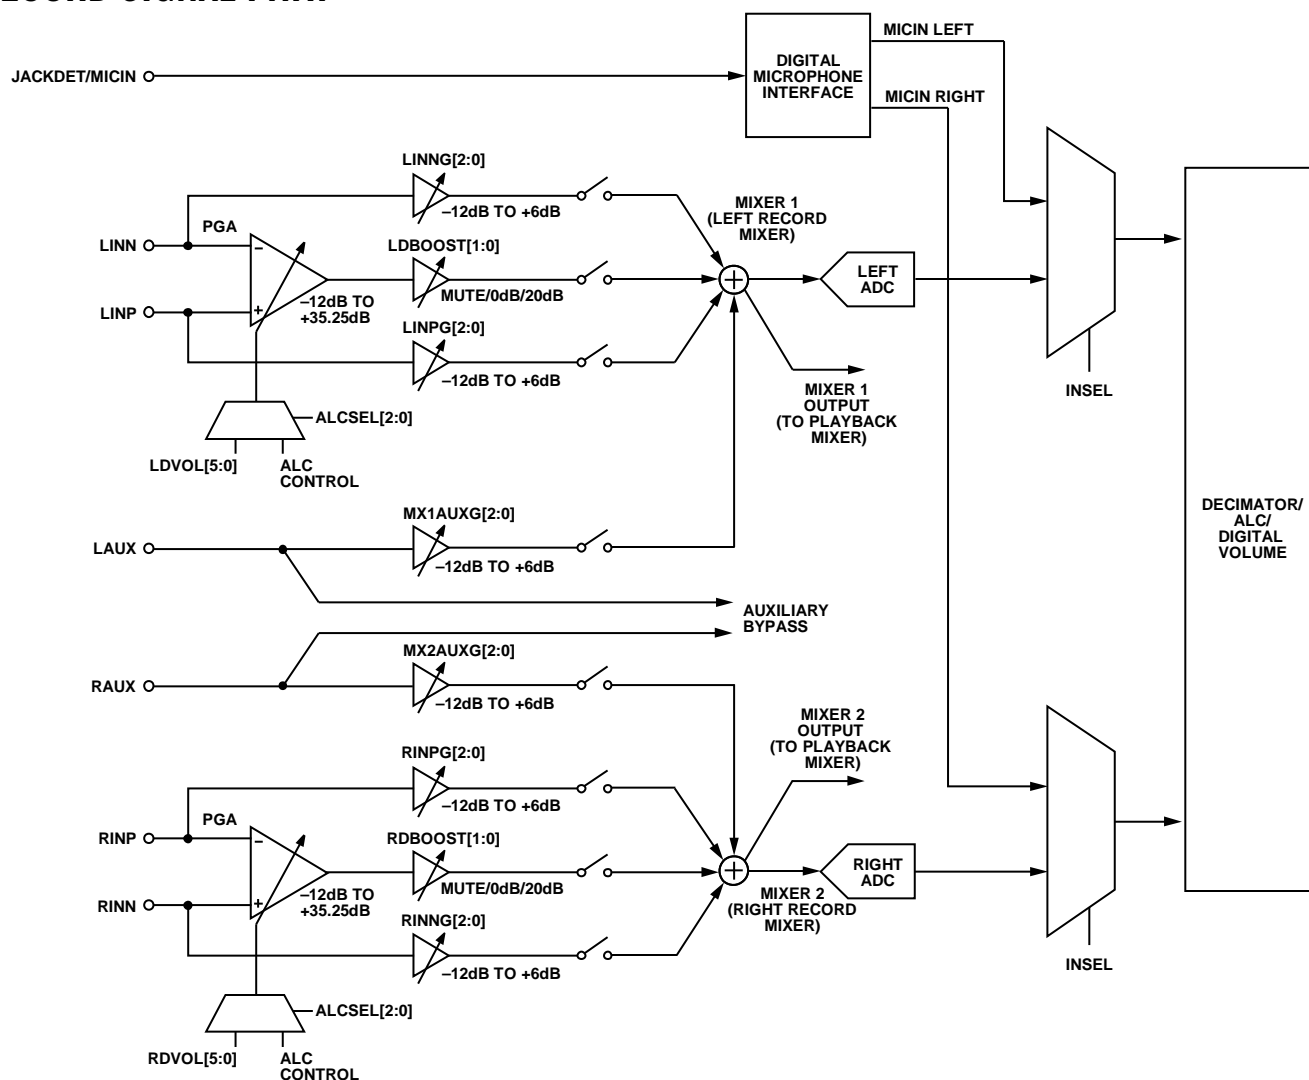 MICIN LEFT
JACKDET/MICIN
DIGITAL
MICROPHONE
INTERFACE
MICIN RIGHT
LINNG[2:0]
–12dB TO +6dB
LINN
PGA
–
LDBOOST[1:0]
MIXER 1
(LEFT RECORD
MIXER)
LEFT
ADC
MUTE/0dB/20dB
–12dB TO
+35.25dB
LINP
+
LINPG[2:0]
–12dB TO +6dB
MIXER 1
OUTPUT
(TO PLAYBACK
MIXER)
INSEL
ALCSEL[2:0]
LDVOL[5:0]
ALC
CONTROL
DECIMATOR/
ALC/
DIGITAL
VOLUME
MX1AUXG[2:0]
LAUX
–12dB TO +6dB
AUXILIARY
BYPASS
MX2AUXG[2:0]
RAUX
–12dB TO +6dB
MIXER 2
OUTPUT
(TO PLAYBACK
MIXER)
RINPG[2:0]
–12dB TO +6dB
RINP
PGA
–
RDBOOST[1:0]
MUTE/0dB/20dB
–12dB TO
+35.25dB
RIGHT
ADC
MIXER 2
(RIGHT RECORD
MIXER)
RINN
+
RINNG[2:0]
–12dB TO +6dB
INSEL
ALCSEL[2:0]
RDVOL[5:0]
ALC
CONTROL